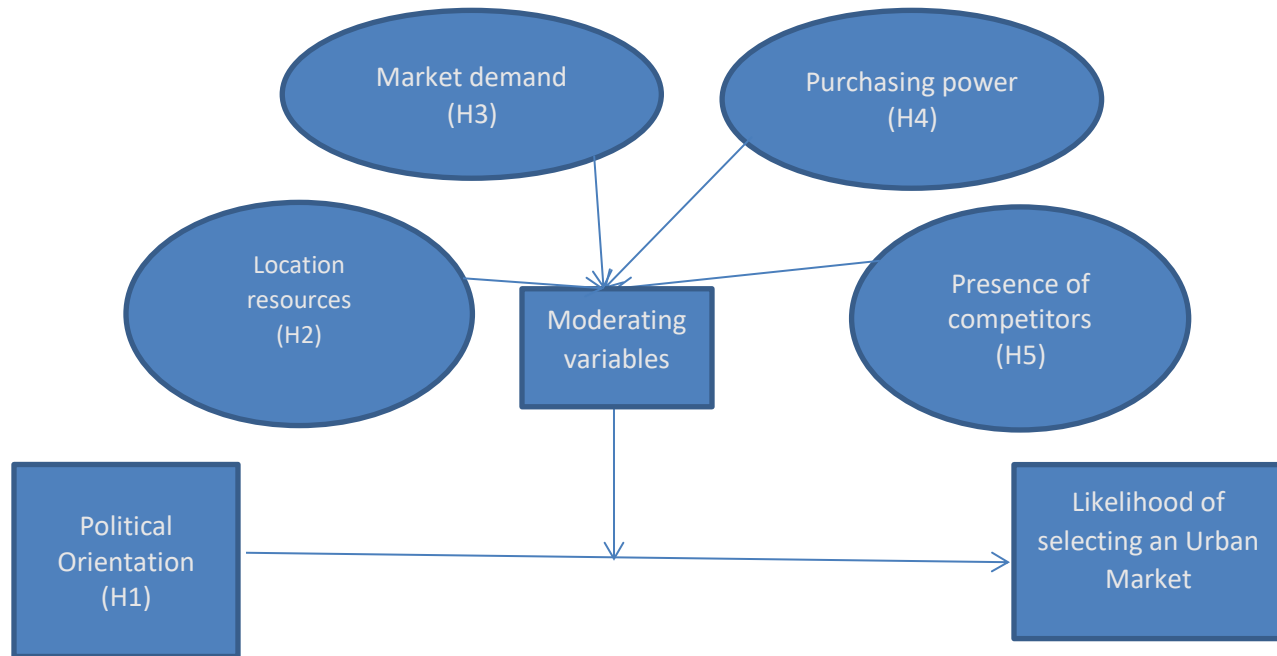 Market demand
(H3)
Purchasing power
(H4)
Location
resources
(H2)
Moderating
variables
Presence of
competitors
(H5)
Political
Orientation
(H1)
Likelihood of
selecting an Urban
Market